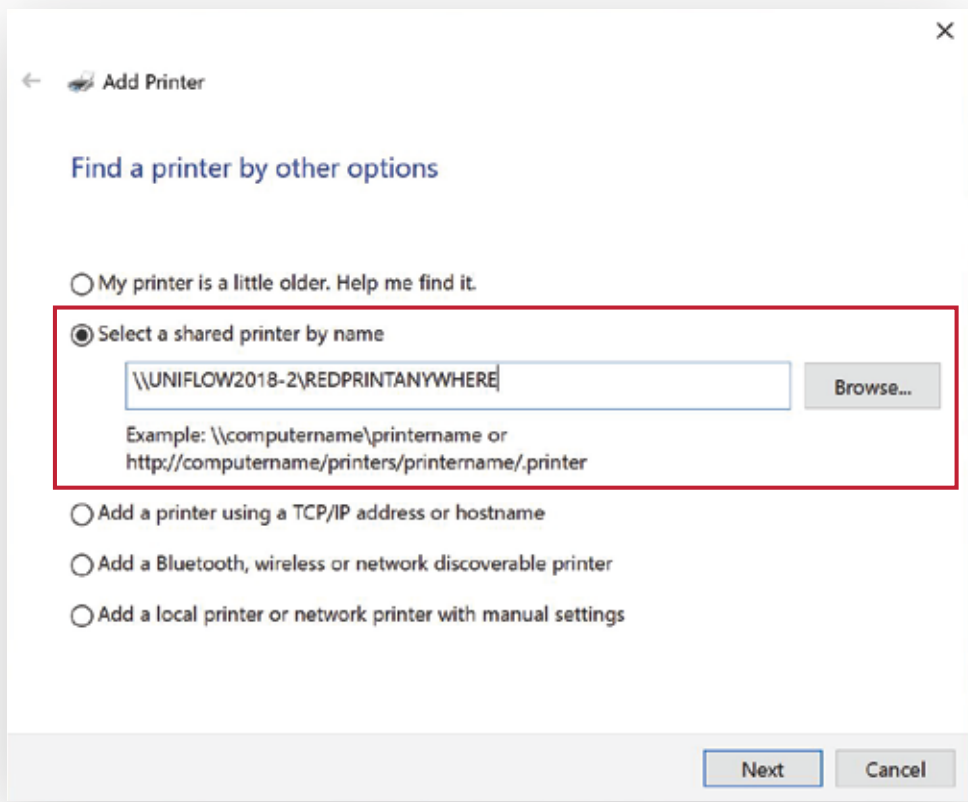 Add Printer
Find a printer by other options
My printer is a little older. Help me find it.
Select a shared printer by name
\\UNIFLOW2018-2\REDPRINTANYWHERE
Browse...
Example: \\computername\printername or
http://computername/printers/printername/.printer
Add a printer using a TCP/IP address or hostname
Add a Bluetooth, wireless or network discoverable printer
Add a local printer or network printer with manual settings
Next
Cancel